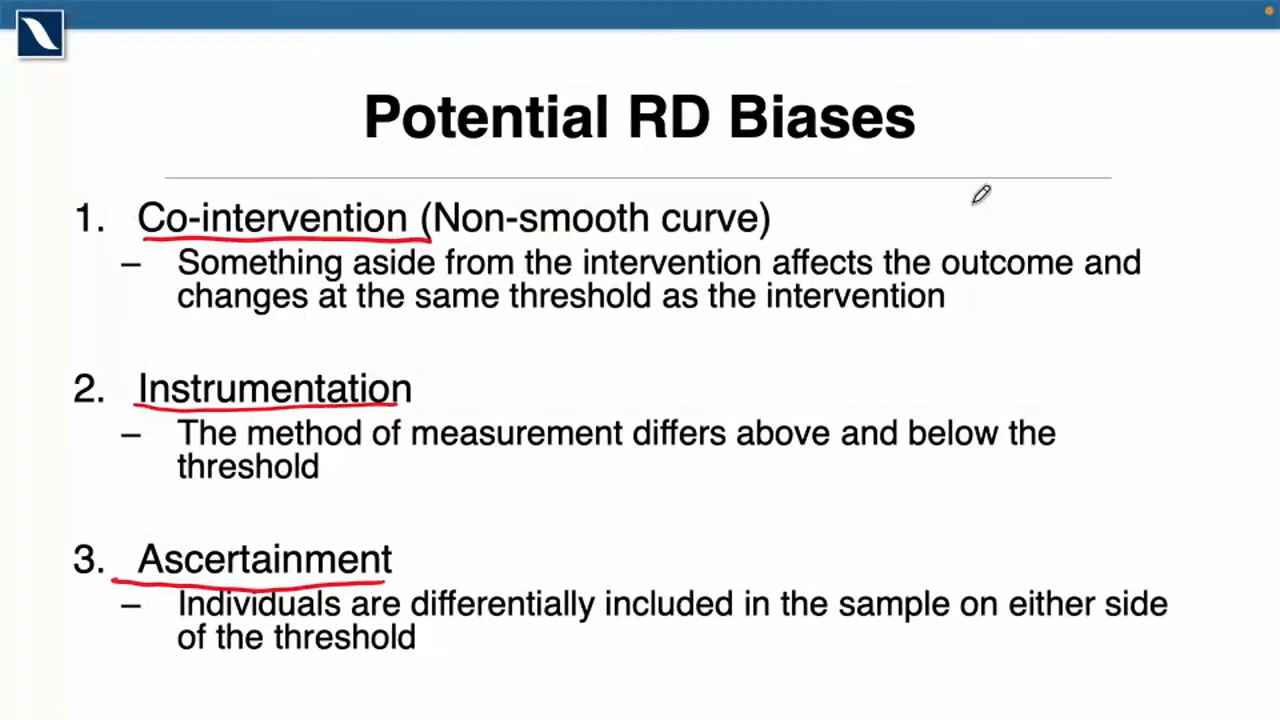 Potential RD Biases
1. Co-intervention (Non-smooth curve)
– Something aside from the intervention affects the outcome and
changes at the same threshold as the intervention
2. Instrumentation
– The method of measurement differs above and below the
threshold
3. Ascertainment
– Individuals are differentially included in the sample on either side
of the threshold